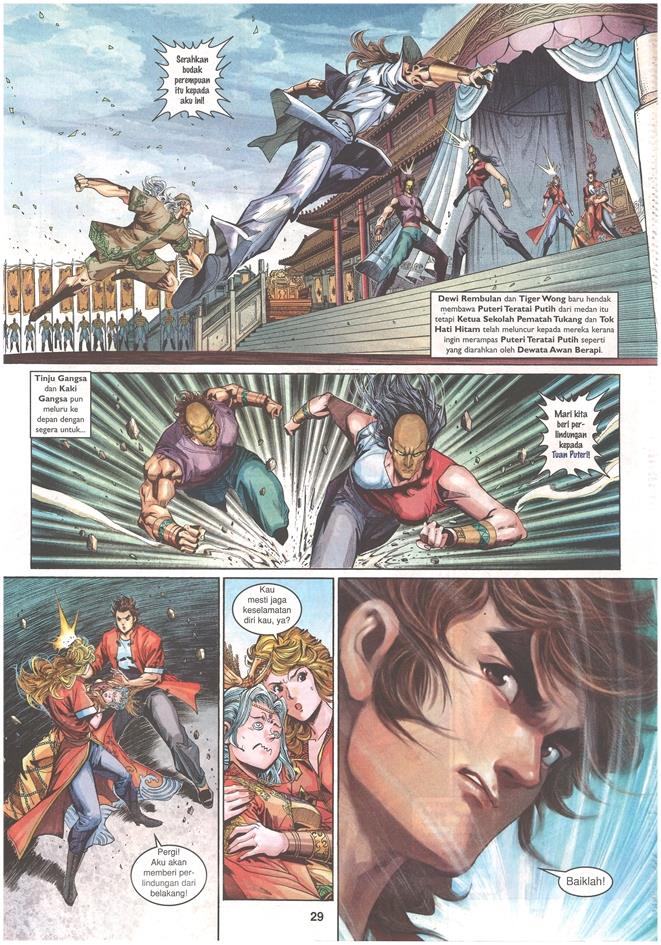 Serahkan
budak
perempuan
itu kepada
aku ini!
Dewi Rembulan dan Tiger Wong baru hendak
membawa Puteri Teratai Putih dari medan itu
tetapi Ketua Sekolah Pematah Tukang dan Tok
Hati Hitam telah meluncur kepada mereka kerana
ingin merampas Puteri Teratai Putih seperti
yang diarahkan oleh Dewata Awan Berapi.
Tinju Gangsa
dan Kaki
Gangsa pun
meluru ke
depan dengan
segera untuk...
Mari kita
beri per-
lindungan
kepada
Tuan Puteri!
Pergi!
Aku akan
memberi per-
lindungan dari
belakang!
Kau
mesti jaga
keselamatan
diri kau, ya?
Baiklah!
29